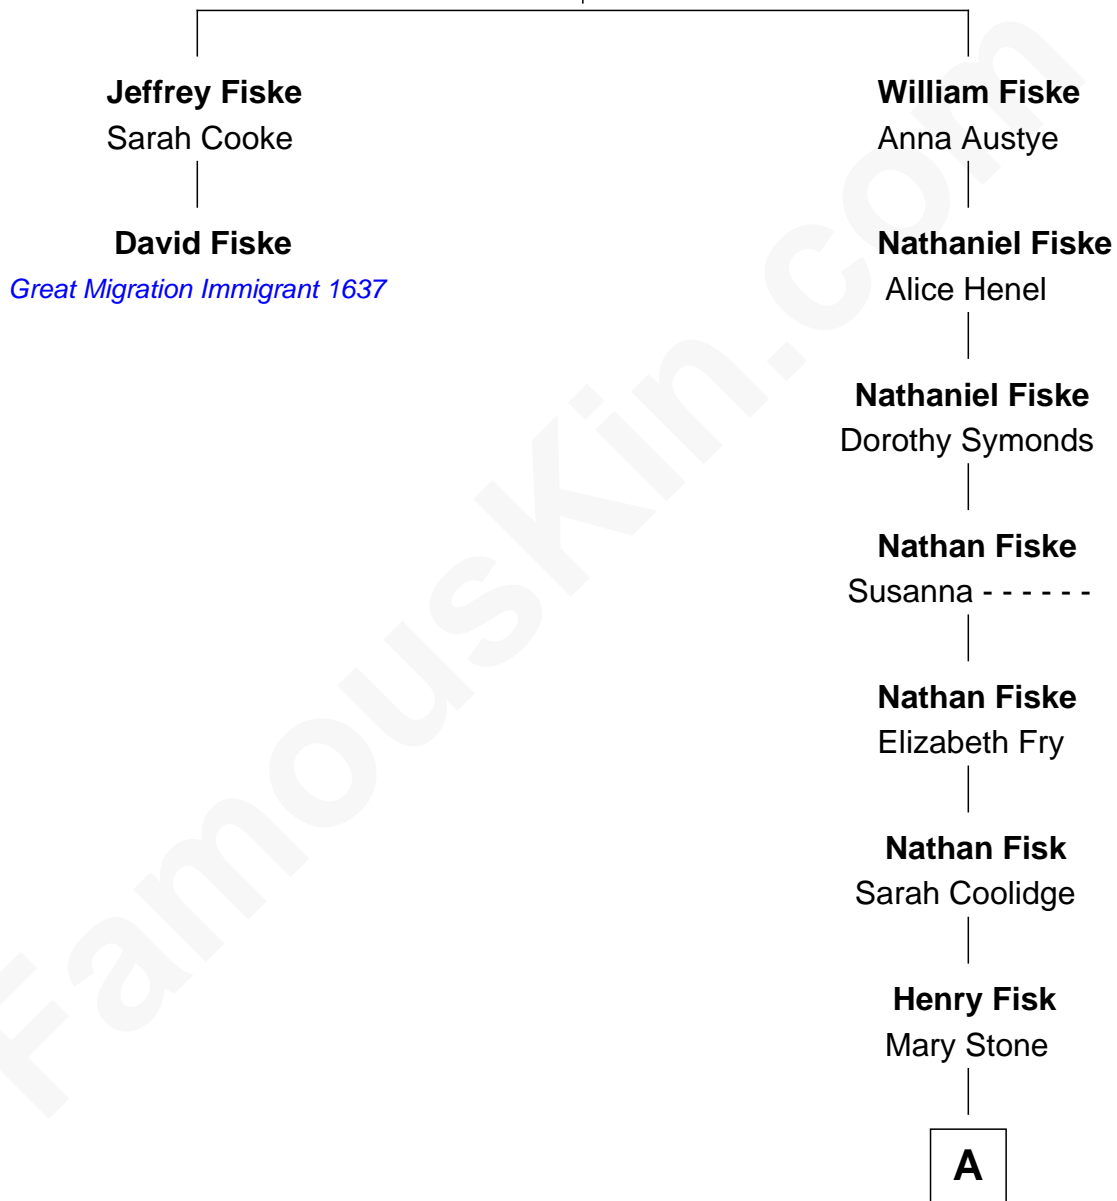 Jeffrey Fiske
Sarah Cooke
David Fiske
Great Migration Immigrant 1637
William Fiske
Anna Austye
Nathaniel Fiske
Alice Henel
Nathaniel Fiske
Dorothy Symonds
Nathan Fiske
Susanna - - - - - -
Nathan Fiske
Elizabeth Fry
Nathan Fisk
Sarah Coolidge
Henry Fisk
Mary Stone
A
FamousKin.com